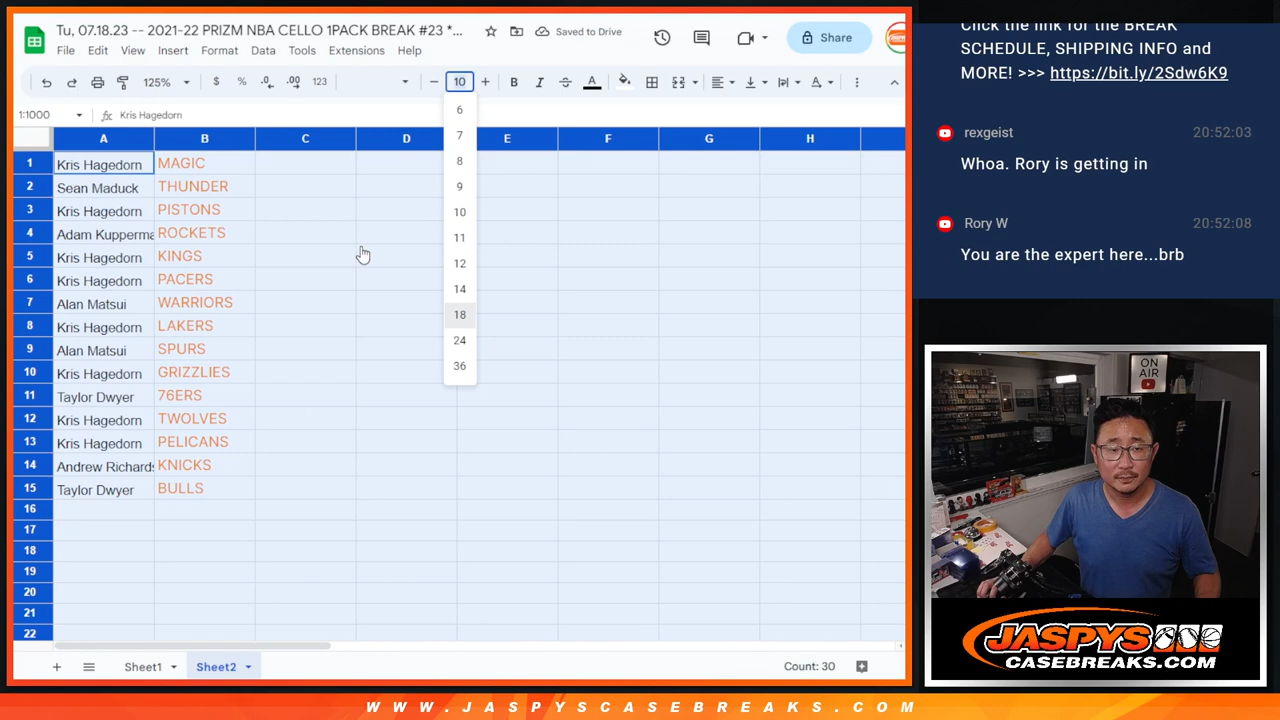 Tu, 07.18.23 -- 2021-22 PRIZM NBA CELLO 1PACK BREAK #23 *...
Saved to Drive
Share
File Edit View Insert Format Data Tools Extensions Help
125% $ % .0 .00 123 − 10 + B I S A
1:1000 fx Kris Hagedorn
A B C D E F G H
1 Kris Hagedorn MAGIC
2 Sean Maduck THUNDER
3 Kris Hagedorn PISTONS
4 Adam Kupperma ROCKETS
5 Kris Hagedorn KINGS
6 Kris Hagedorn PACERS
7 Alan Matsui WARRIORS
8 Kris Hagedorn LAKERS
9 Alan Matsui SPURS
10 Kris Hagedorn GRIZZLIES
11 Taylor Dwyer 76ERS
12 Kris Hagedorn TWOLVES
13 Kris Hagedorn PELICANS
14 Andrew Richards KNICKS
15 Taylor Dwyer BULLS
16
17
18
19
20
21
22
6
7
8
9
10
11
12
14
18
24
36
+ Sheet1 Sheet2 Count: 30
Click the link for the BREAK
SCHEDULE, SHIPPING INFO and
MORE! >>> https://bit.ly/2Sdw6K9
rexgeist 20:52:03
Whoa. Rory is getting in
Rory W 20:52:08
You are the expert here...brb
ON
AIR
JASPYS
CASEBREAKS.COM
WWW.JASPYSCASEBREAKS.COM